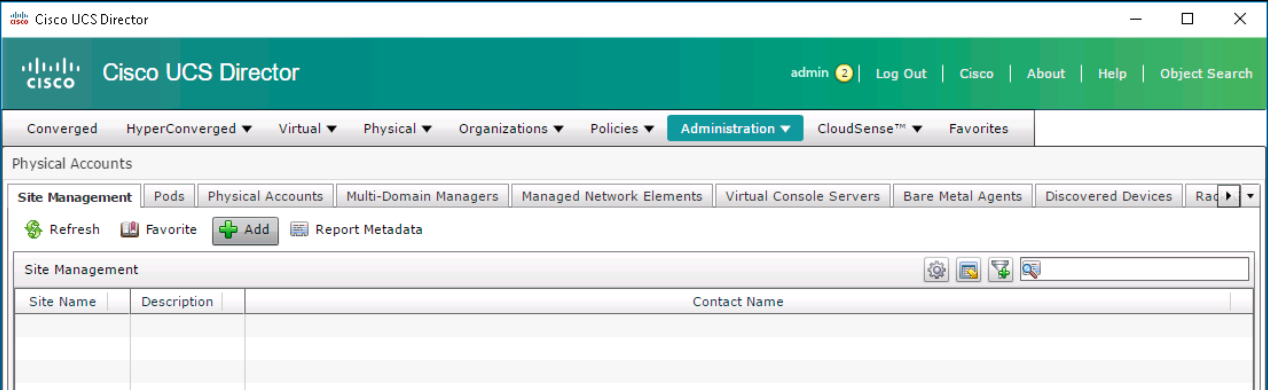 Cisco UCS Director
CISCO Cisco UCS Director admin 2 | Log Out | Cisco | About | Help | Object Search
Converged HyperConverged Virtual Physical Organizations Policies Administration CloudSense™ Favorites
Physical Accounts
Site Management Pods Physical Accounts Multi-Domain Managers Managed Network Elements Virtual Console Servers Bare Metal Agents Discovered Devices
Refresh Favorite Add Report Metadata
Site Management
Site Name Description Contact Name